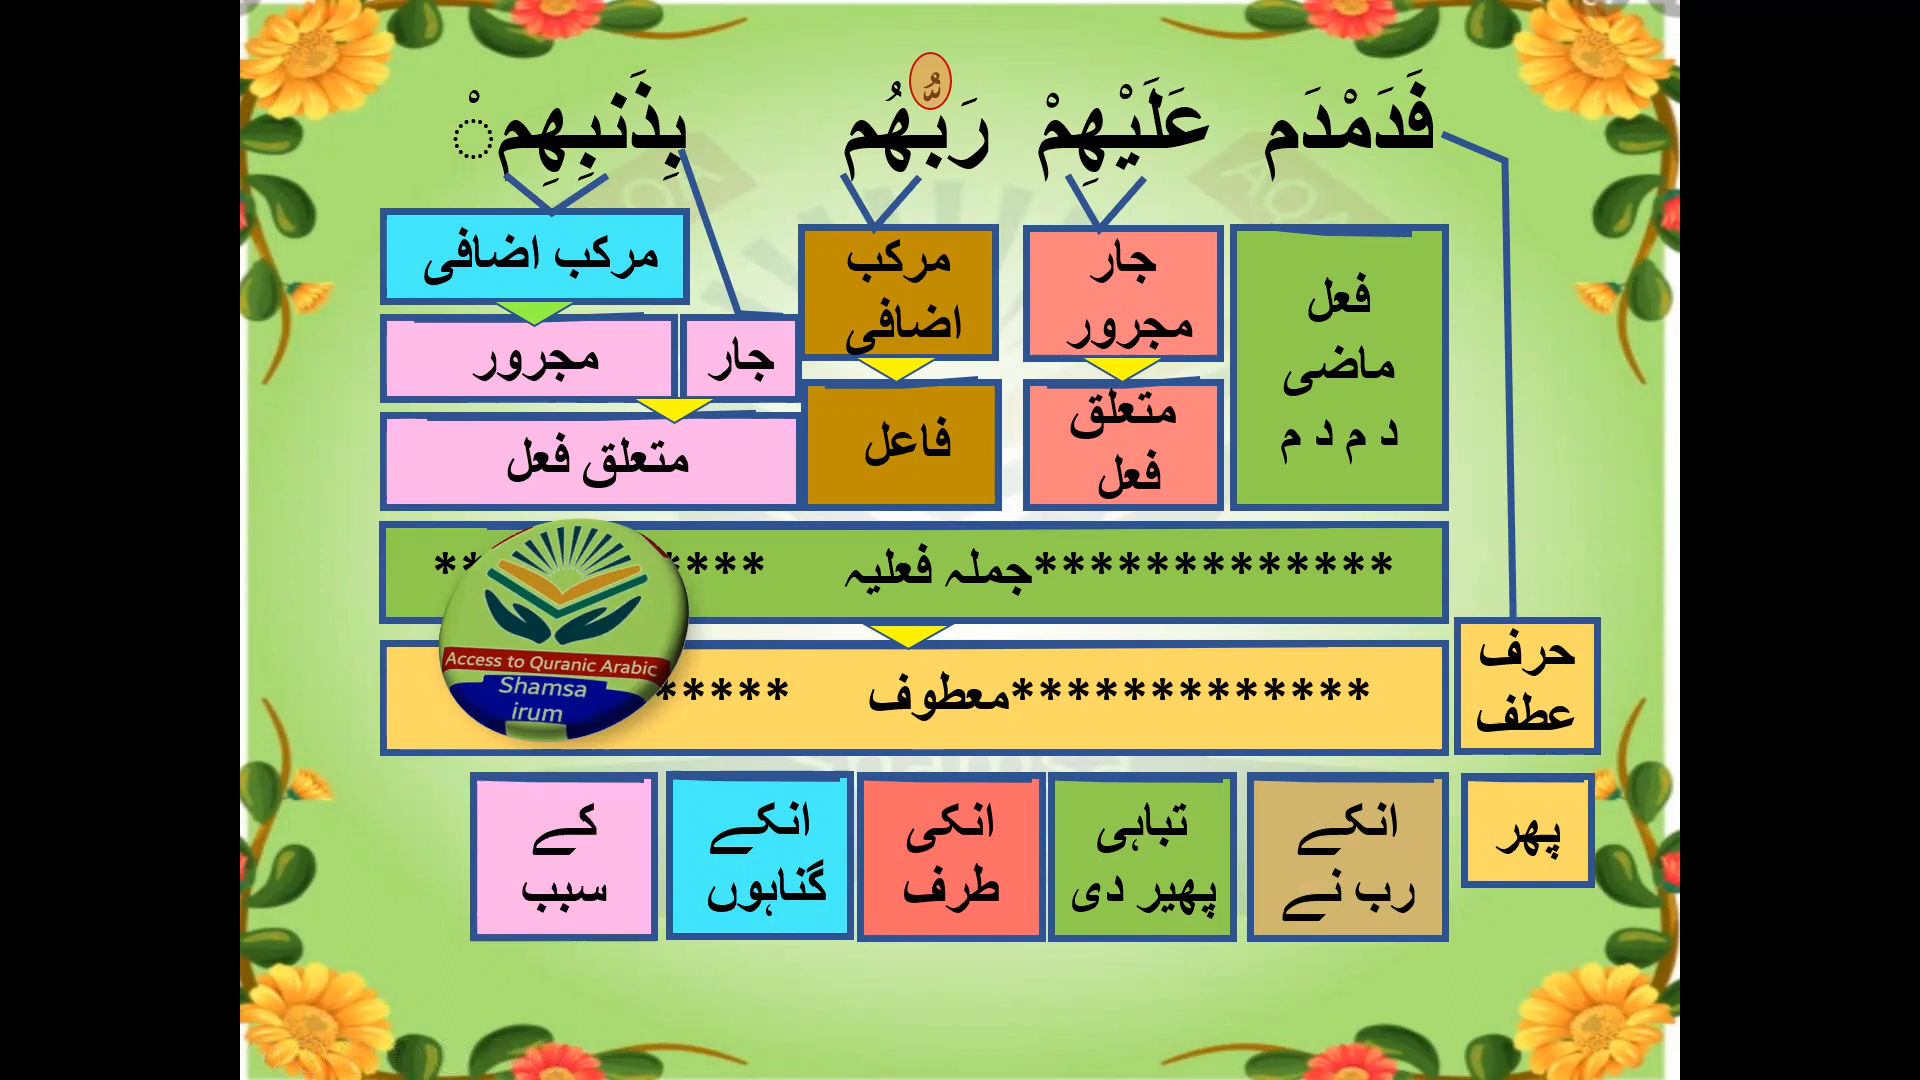 فَدَمْدَم عَلَيْهِمْ رَبُّهُم بِذَنبِهِمْ
مرکب اضافی
مرکب
اضافی
جار
مجرور
فعل
ماضی
د م د م
مجرور
جار
متعلق فعل
فاعل
متعلق
فعل
*************جملہ فعلیہ
*************معطوف
حرف
عطف
Access to Quranic Arabic
Shamsa
irum
پھر
انکے
رب نے
تباہی
پھیر دی
انکی
طرف
انکے
گناہوں
کے
سبب